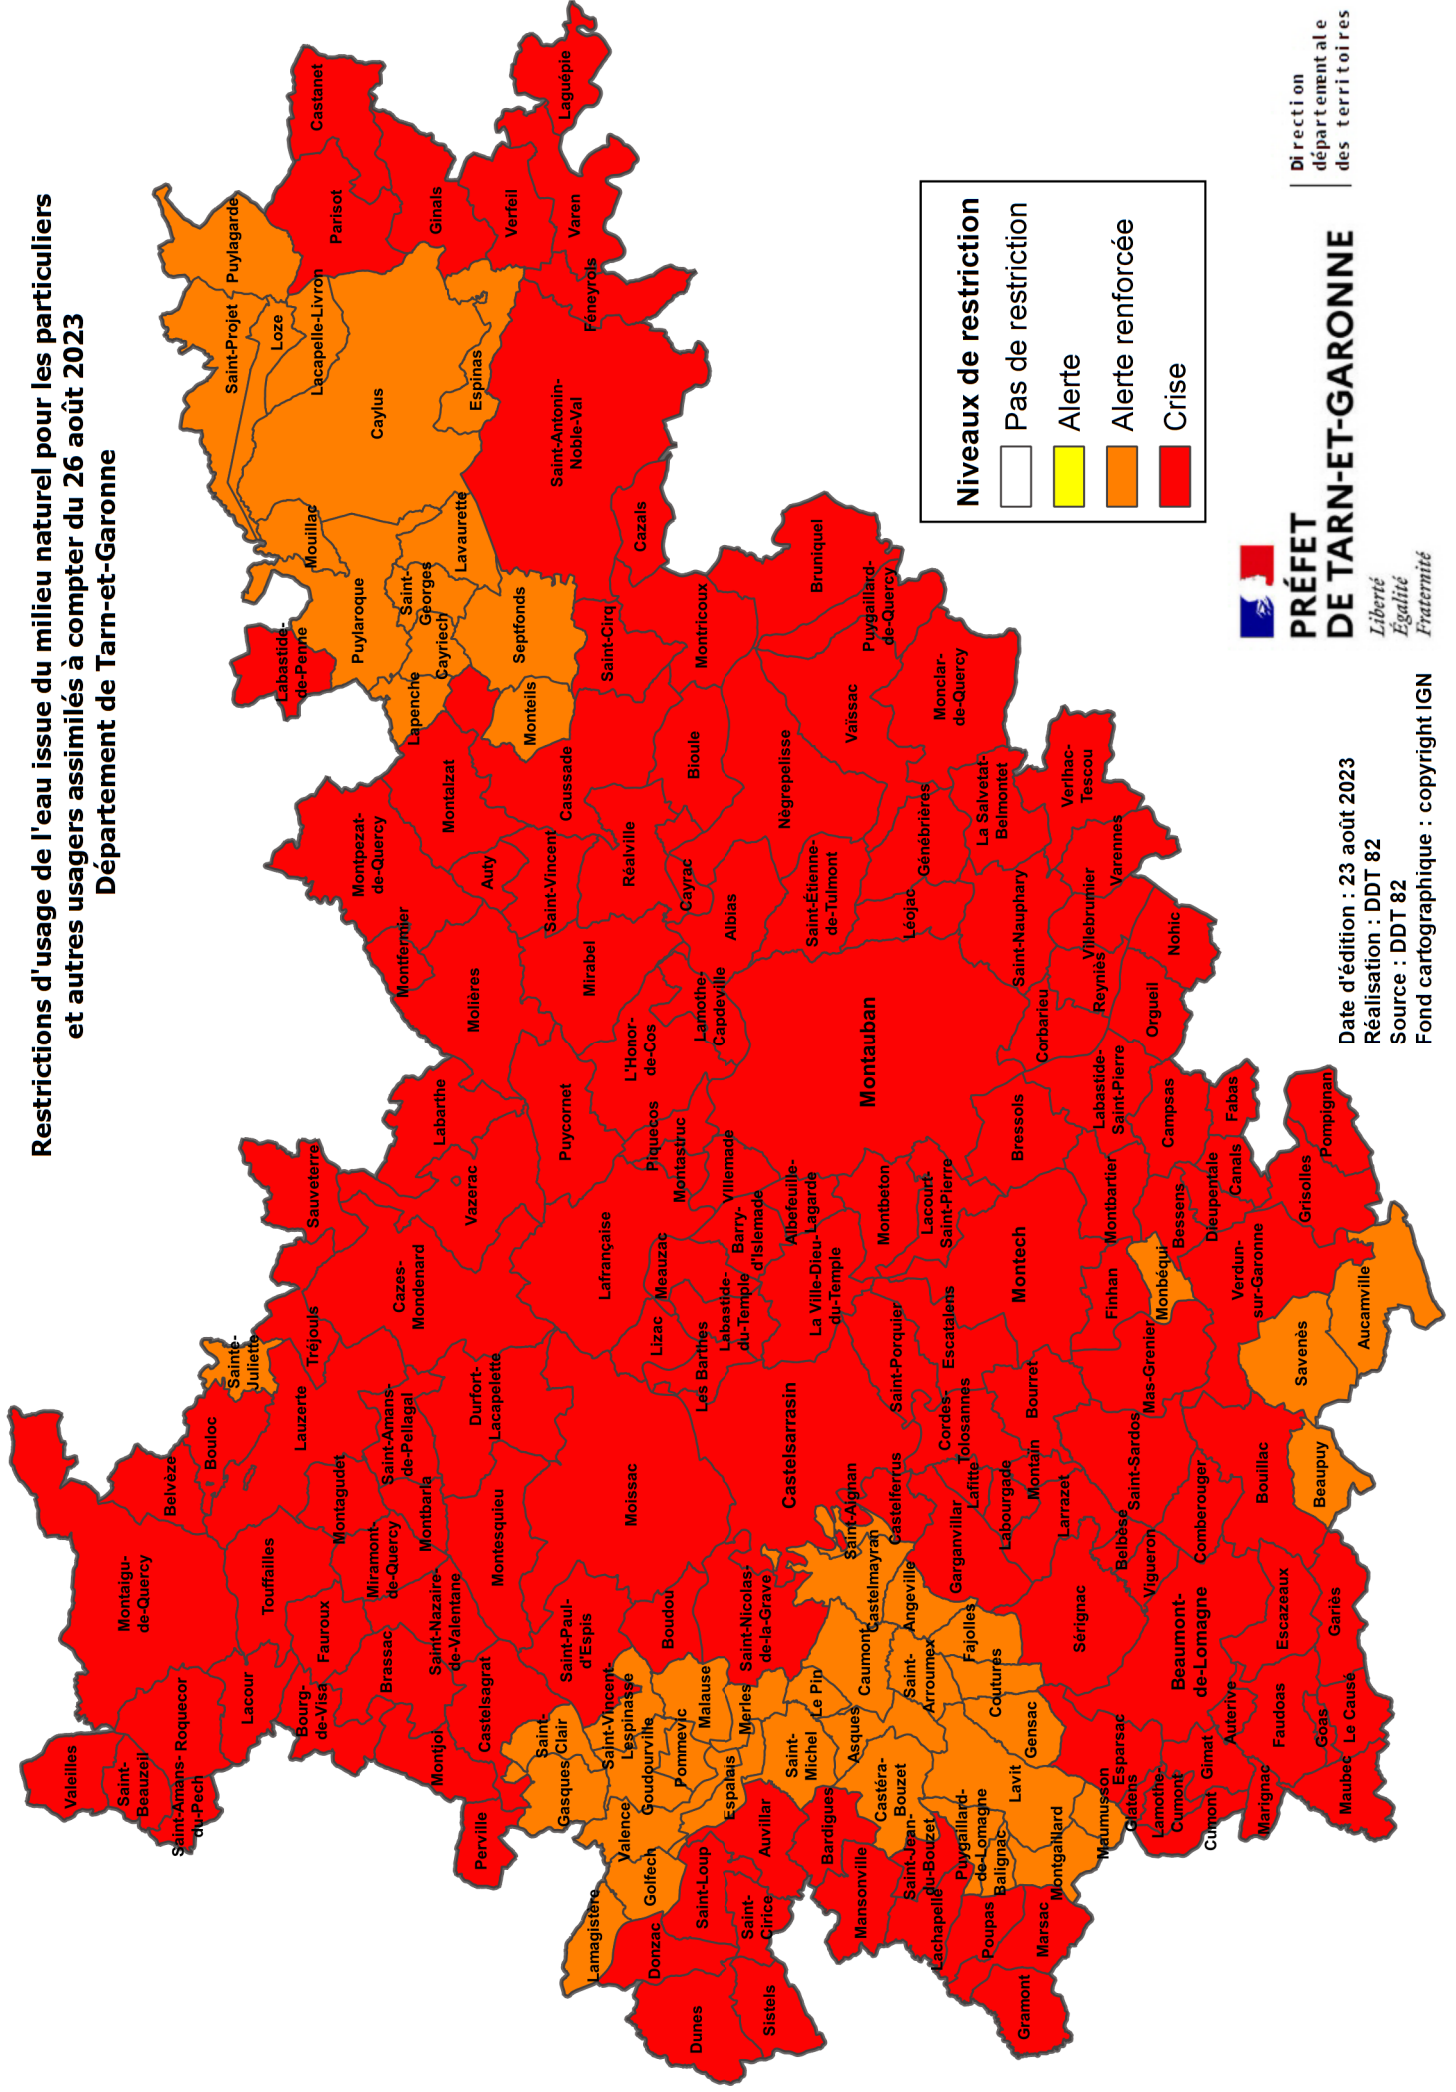 Restrictions d'usage de l'eau issue du milieu naturel pour les particuliers
et autres usagers assimilés à compter du 26 août 2023
Département de Tarn-et-Garonne
Castanet
Laguépie
Parisot
Ginals
Verfeil
Varen
Féneyrols
Puylagarde
Saint-Projet
Loze
Lacapelle-Livron
Caylus
Espinas
Saint-Antonin-
Noble-Val
Mouillac
Lavaurette
Cazals
Puylaroque
Saint-
Georges
Cayriech
Septfonds
Saint-Cirq
Montricoux
Bruniquel
Puygaillard-
de-Quercy
Labastide-
de-Penne
Lapenche
Monteils
Monclar-
de-Quercy
Vaïssac
Bioule
Nègrepelisse
Caussade
Montalzat
Montpezat-
de-Quercy
Auty
Saint-Vincent
Réalville
Cayrac
Albias
Saint-Étienne-
de-Tulmont
Génébrières
Léojac
La Salvetat-
Belmontet
Verlhac-
Tescou
Varennes
Villebrumier
Saint-Nauphary
Nohic
Reyniès
Orgueil
Corbarieu
Montfermier
Molières
Mirabel
Lamothe-
Capdeville
L'Honor-
de-Cos
Montauban
Labarthe
Puycornet
Piquecos
Montastruc
Villemade
Bressols
Labastide-
Saint-Pierre
Campsas
Fabas
Pompignan
Canals
Dieupentale
Grisolles
Bessens
Montbartier
Sauveterre
Vazerac
Lafrançaise
Meauzac
Barry-
d'Islemade
Albefeuille-
Lagarde
Montbeton
Lacourt-
Saint-Pierre
Montech
Finhan
Monbéqui
Verdun-
sur-Garonne
Aucamville
Savenès
Cazes-
Mondenard
Tréjouls
Sainte-
Juliette
Lizac
Labastide-
du-Temple
Les Barthes
La Ville-Dieu-
du-Temple
Saint-Porquier
Escatalens
Cordes-
Tolosannes
Bourret
Mas-Grenier
Lauzerte
Bouloc
Belvèze
Saint-Amans-
de-Pellagal
Durfort-
Lacapelette
Montagudet
Montbarla
Miramont-
de-Quercy
Montesquieu
Moissac
Castelsarrasin
Saint-Aignan
Castelferrus
Lafitte
Montaïn
Labourgade
Garganvillar
Larrazet
Saint-Sardos
Belbèse
Vigueron
Comberouger
Bouillac
Beaupuy
Montaigu-
de-Quercy
Touffailles
Fauroux
Brassac
Saint-Nazaire-
de-Valentane
Saint-Paul-
d'Espis
Boudou
Saint-Nicolas-
de-la-Grave
Castelmayran
Angeville
Caumont
Saint-
Arroumex
Fajolles
Coutures
Sérignac
Beaumont-
de-Lomagne
Escazeaux
Gariès
Roquecor
Lacour
Bourg-
de-Visa
Castelsagrat
Montjoi
Saint-
Clair
Saint-Vincent-
Lespinasse
Goudourville
Pommevic
Malause
Merles
Le Pin
Saint-
Michel
Asques
Gensac
Esparsac
Auterive
Faudoas
Goas
Le Causé
Maubec
Marignac
Gimat
Cumont
Lamothe-
Cumont
Glatens
Maumusson
Valeilles
Saint-
Beauzeil
Saint-Amans-
du-Pech
Perville
Gasques
Valence
Espalais
Golfech
Lamagistère
Donzac
Saint-Loup
Auvillar
Saint-
Cirice
Bardigues
Mansonville
Castéra-
Bouzet
Saint-Jean-
du-Bouzet
Lachapelle
Puygaillard-
de-Lomagne
Balignac
Lavit
Montgaillard
Poupas
Marsac
Gramont
Dunes
Sistels
Niveaux de restriction
Pas de restriction
Alerte
Alerte renforcée
Crise
PRÉFET
DE TARN-ET-GARONNE
Liberté
Égalité
Fraternité
Direction
départementale
des territoires
Date d'édition : 23 août 2023
Réalisation : DDT 82
Source : DDT 82
Fond cartographique : copyright IGN